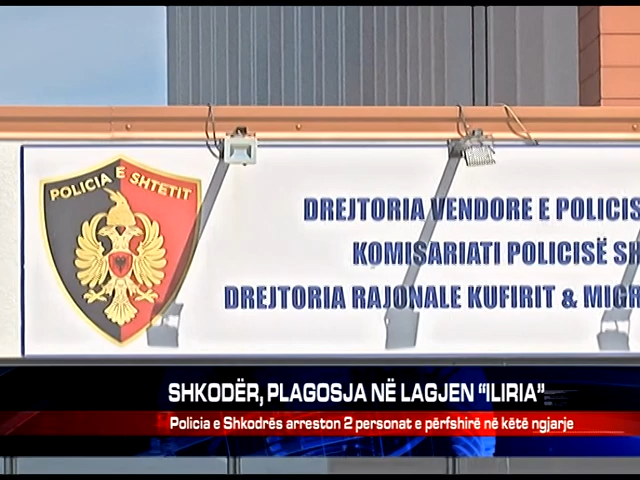 POLICIA E SHTETIT
DREJTORIA VENDORE E POLICIS
KOMISARIATI POLICISË SH
DREJTORIA RAJONALE KUFIRIT & MIGR
SHKODËR, PLAGOSJA NË LAGJEN “ILIRIA”
Policia e Shkodrës arreston 2 personat e përfshirë në këtë ngjarje